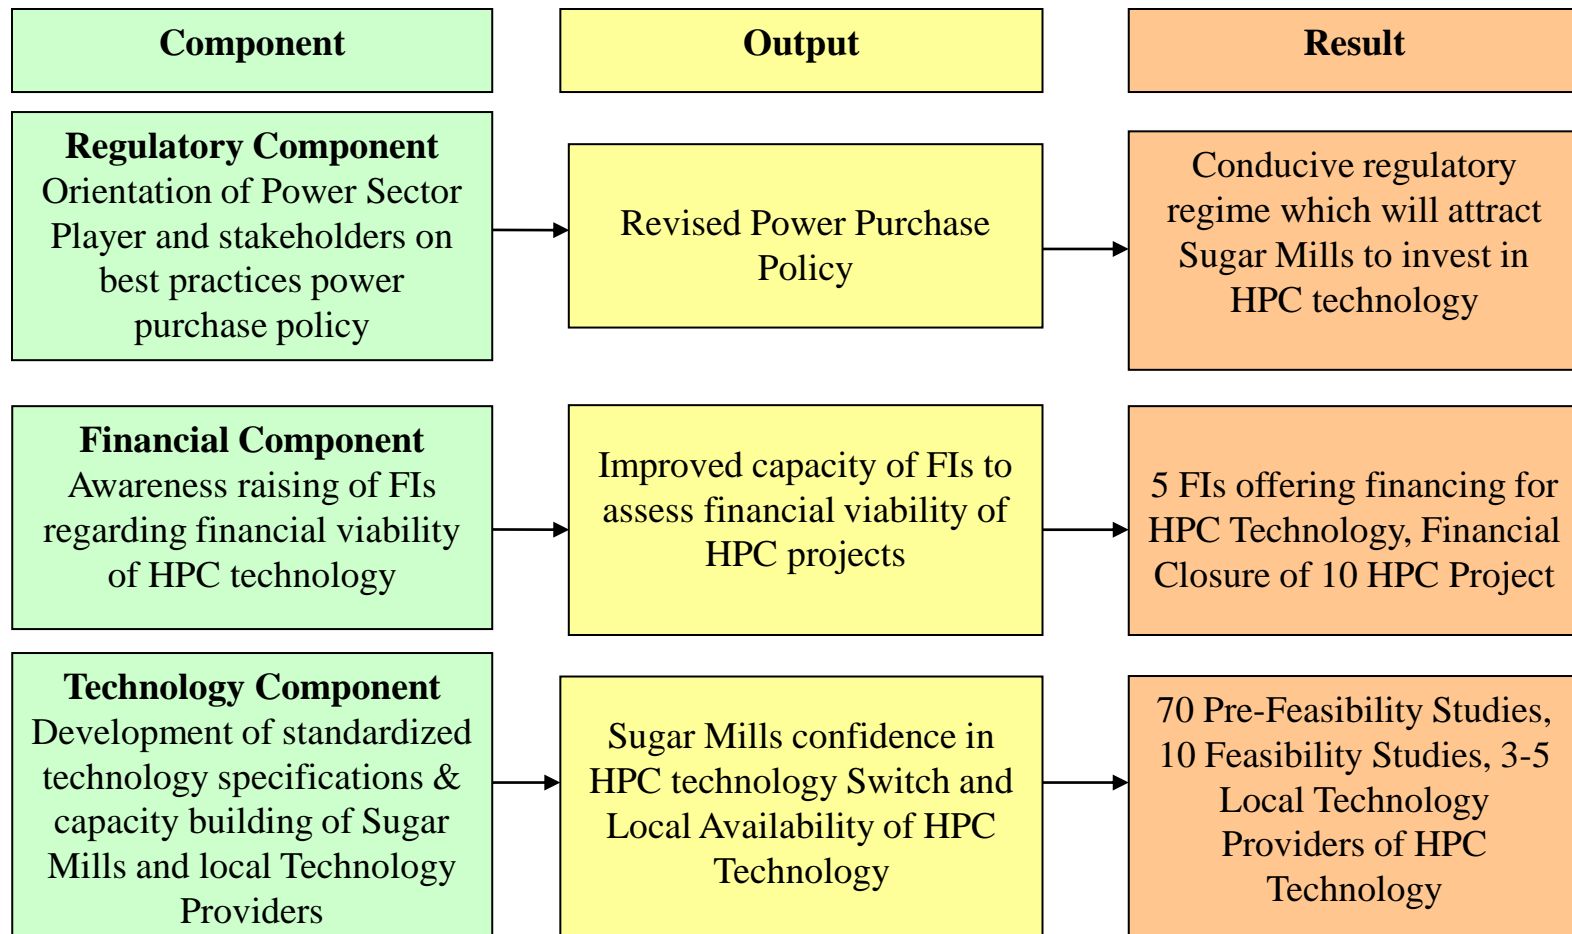 Component
Output
Result
Regulatory Component
Orientation of Power Sector
Player and stakeholders on
best practices power
purchase policy
Revised Power Purchase
Policy
Conducive regulatory
regime which will attract
Sugar Mills to invest in
HPC technology
Financial Component
Awareness raising of FIs
regarding financial viability
of HPC technology
Improved capacity of FIs to
assess financial viability of
HPC projects
5 FIs offering financing for
HPC Technology, Financial
Closure of 10 HPC Project
Technology Component
Development of standardized
technology specifications &
capacity building of Sugar
Mills and local Technology
Providers
Sugar Mills confidence in
HPC technology Switch and
Local Availability of HPC
Technology
70 Pre-Feasibility Studies,
10 Feasibility Studies, 3-5
Local Technology
Providers of HPC
Technology